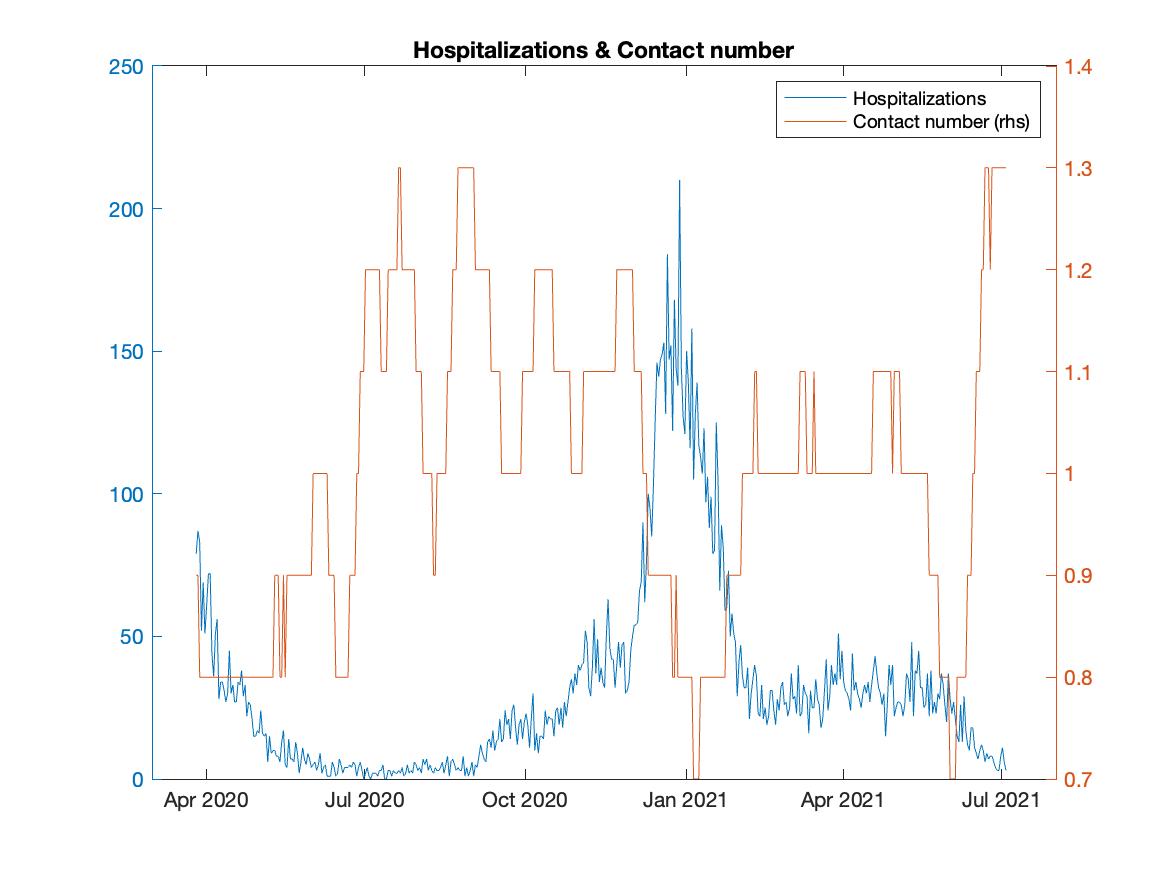 Hospitalizations & Contact number
250
200
150
100
50
0
1.4
1.3
1.2
1.1
1
0.9
0.8
0.7
Hospitalizations
Contact number (rhs)
Apr 2020
Jul 2020
Oct 2020
Jan 2021
Apr 2021
Jul 2021